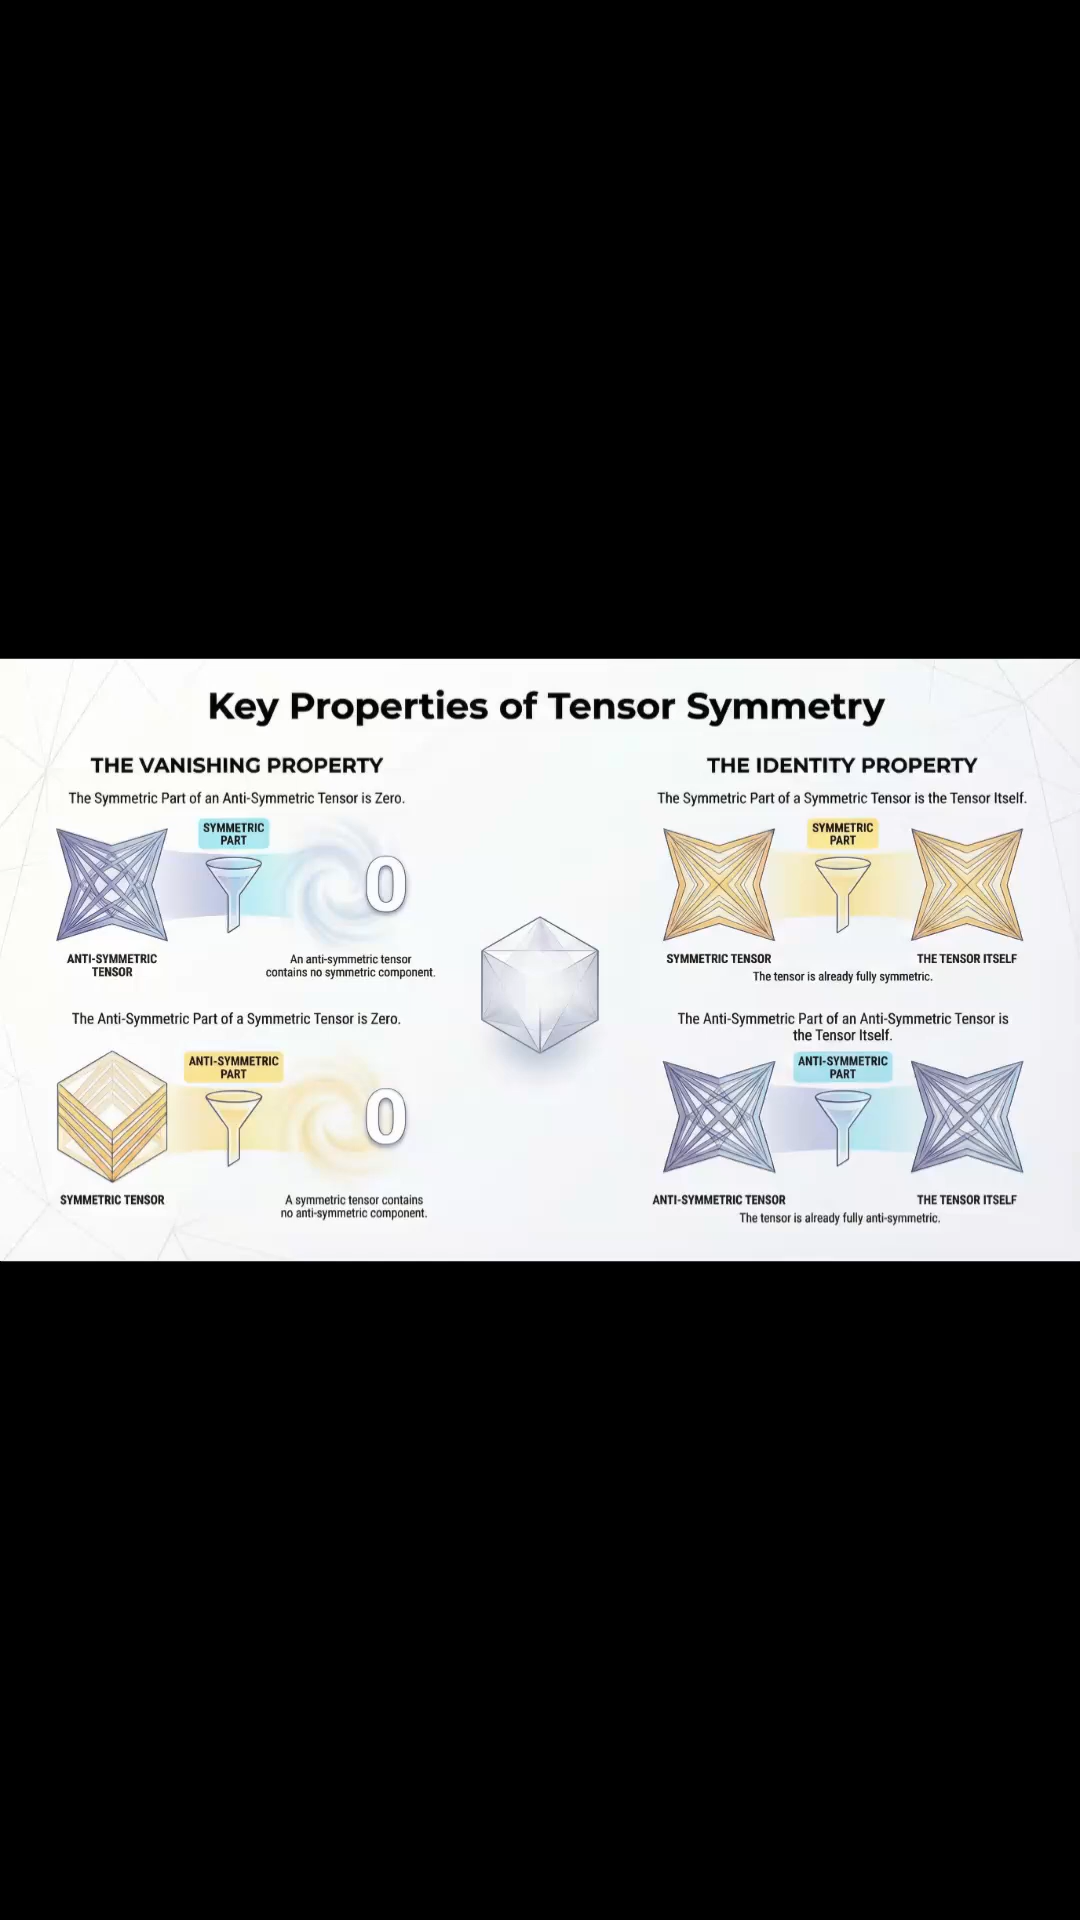 Key Properties of Tensor Symmetry
THE VANISHING PROPERTY
The Symmetric Part of an Anti-Symmetric Tensor is Zero.
SYMMETRIC
PART
0
ANTI-SYMMETRIC
TENSOR
An anti-symmetric tensor
contains no symmetric component.
The Anti-Symmetric Part of a Symmetric Tensor is Zero.
ANTI-SYMMETRIC
PART
0
SYMMETRIC TENSOR
A symmetric tensor contains
no anti-symmetric component.
THE IDENTITY PROPERTY
The Symmetric Part of a Symmetric Tensor is the Tensor Itself.
SYMMETRIC
PART
SYMMETRIC TENSOR
THE TENSOR ITSELF
The tensor is already fully symmetric.
The Anti-Symmetric Part of an Anti-Symmetric Tensor is
the Tensor Itself.
ANTI-SYMMETRIC
PART
ANTI-SYMMETRIC TENSOR
THE TENSOR ITSELF
The tensor is already fully anti-symmetric.